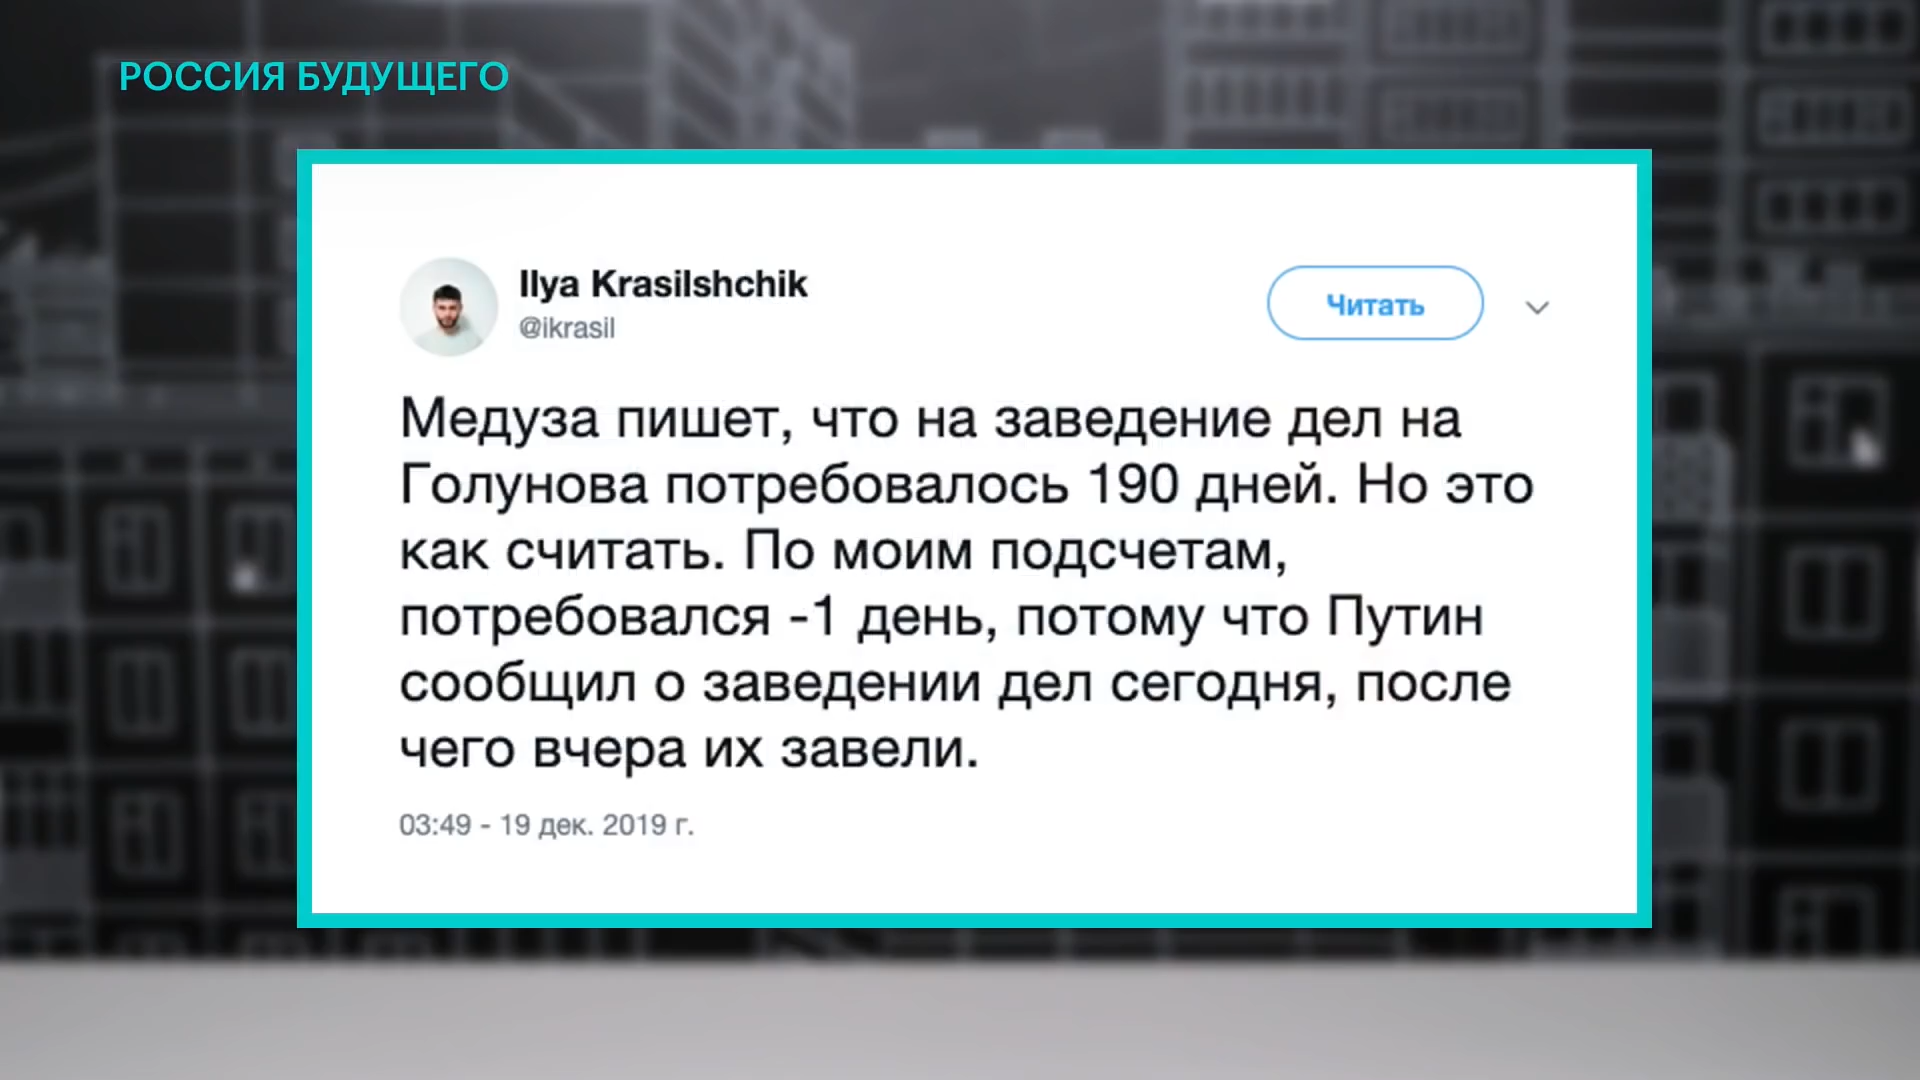 РОССИЯ БУДУЩЕГО
Ilya Krasilshchik
@ikrasil
Читать
Медуза пишет, что на заведение дел на
Голунова потребовалось 190 дней. Но это
как считать. По моим подсчетам,
потребовался -1 день, потому что Путин
сообщил о заведении дел сегодня, после
чего вчера их завели.
03:49 - 19 дек. 2019 г.